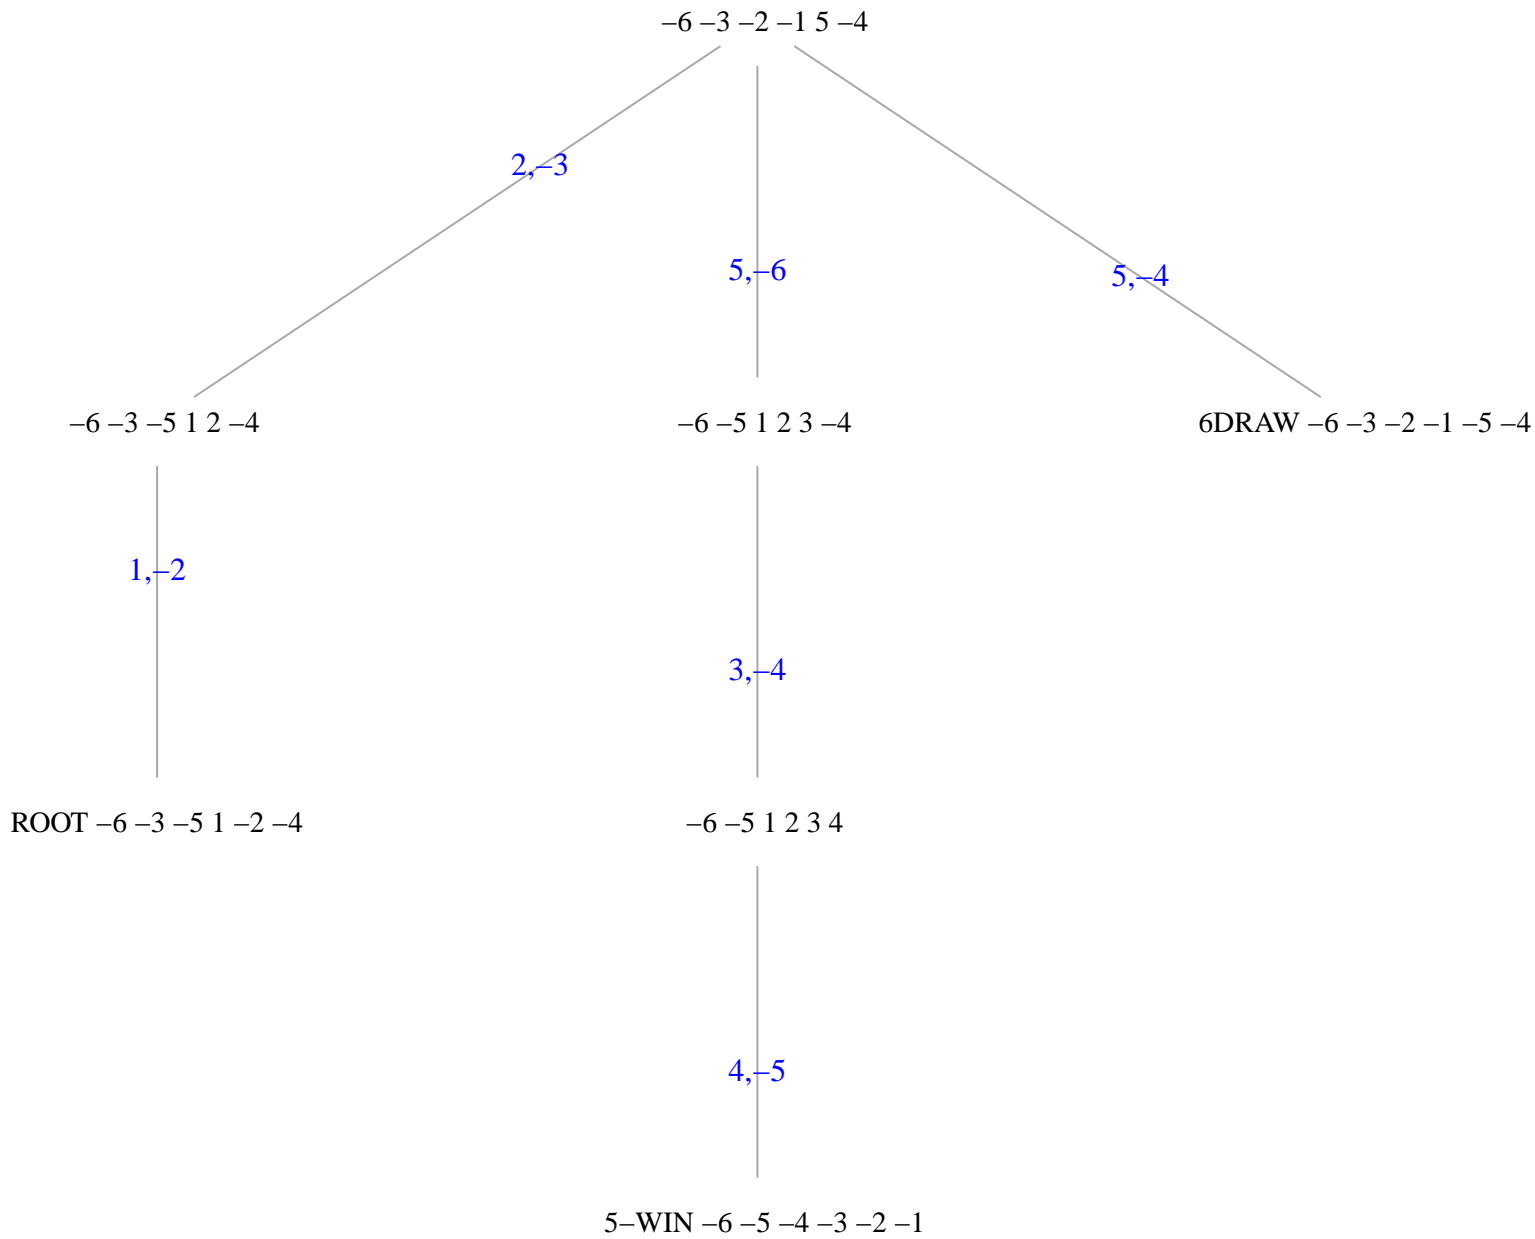 –6 –3 –2 –1 5 –4
2,–3
5,–6
5,–4
–6 –3 –5 1 2 –4
–6 –5 1 2 3 –4
6DRAW –6 –3 –2 –1 –5 –4
1,–2
3,–4
ROOT –6 –3 –5 1 –2 –4
–6 –5 1 2 3 4
4,–5
5–WIN –6 –5 –4 –3 –2 –1